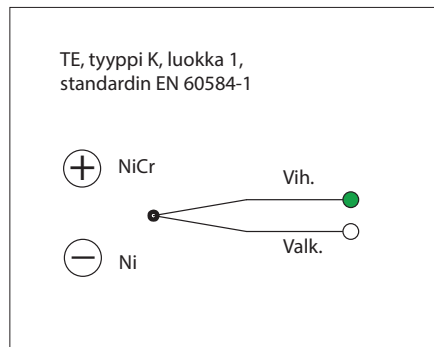 TE, tyyppi K, luokka 1,
standardin EN 60584-1
+ NiCr
Vih.
− Ni
Valk.